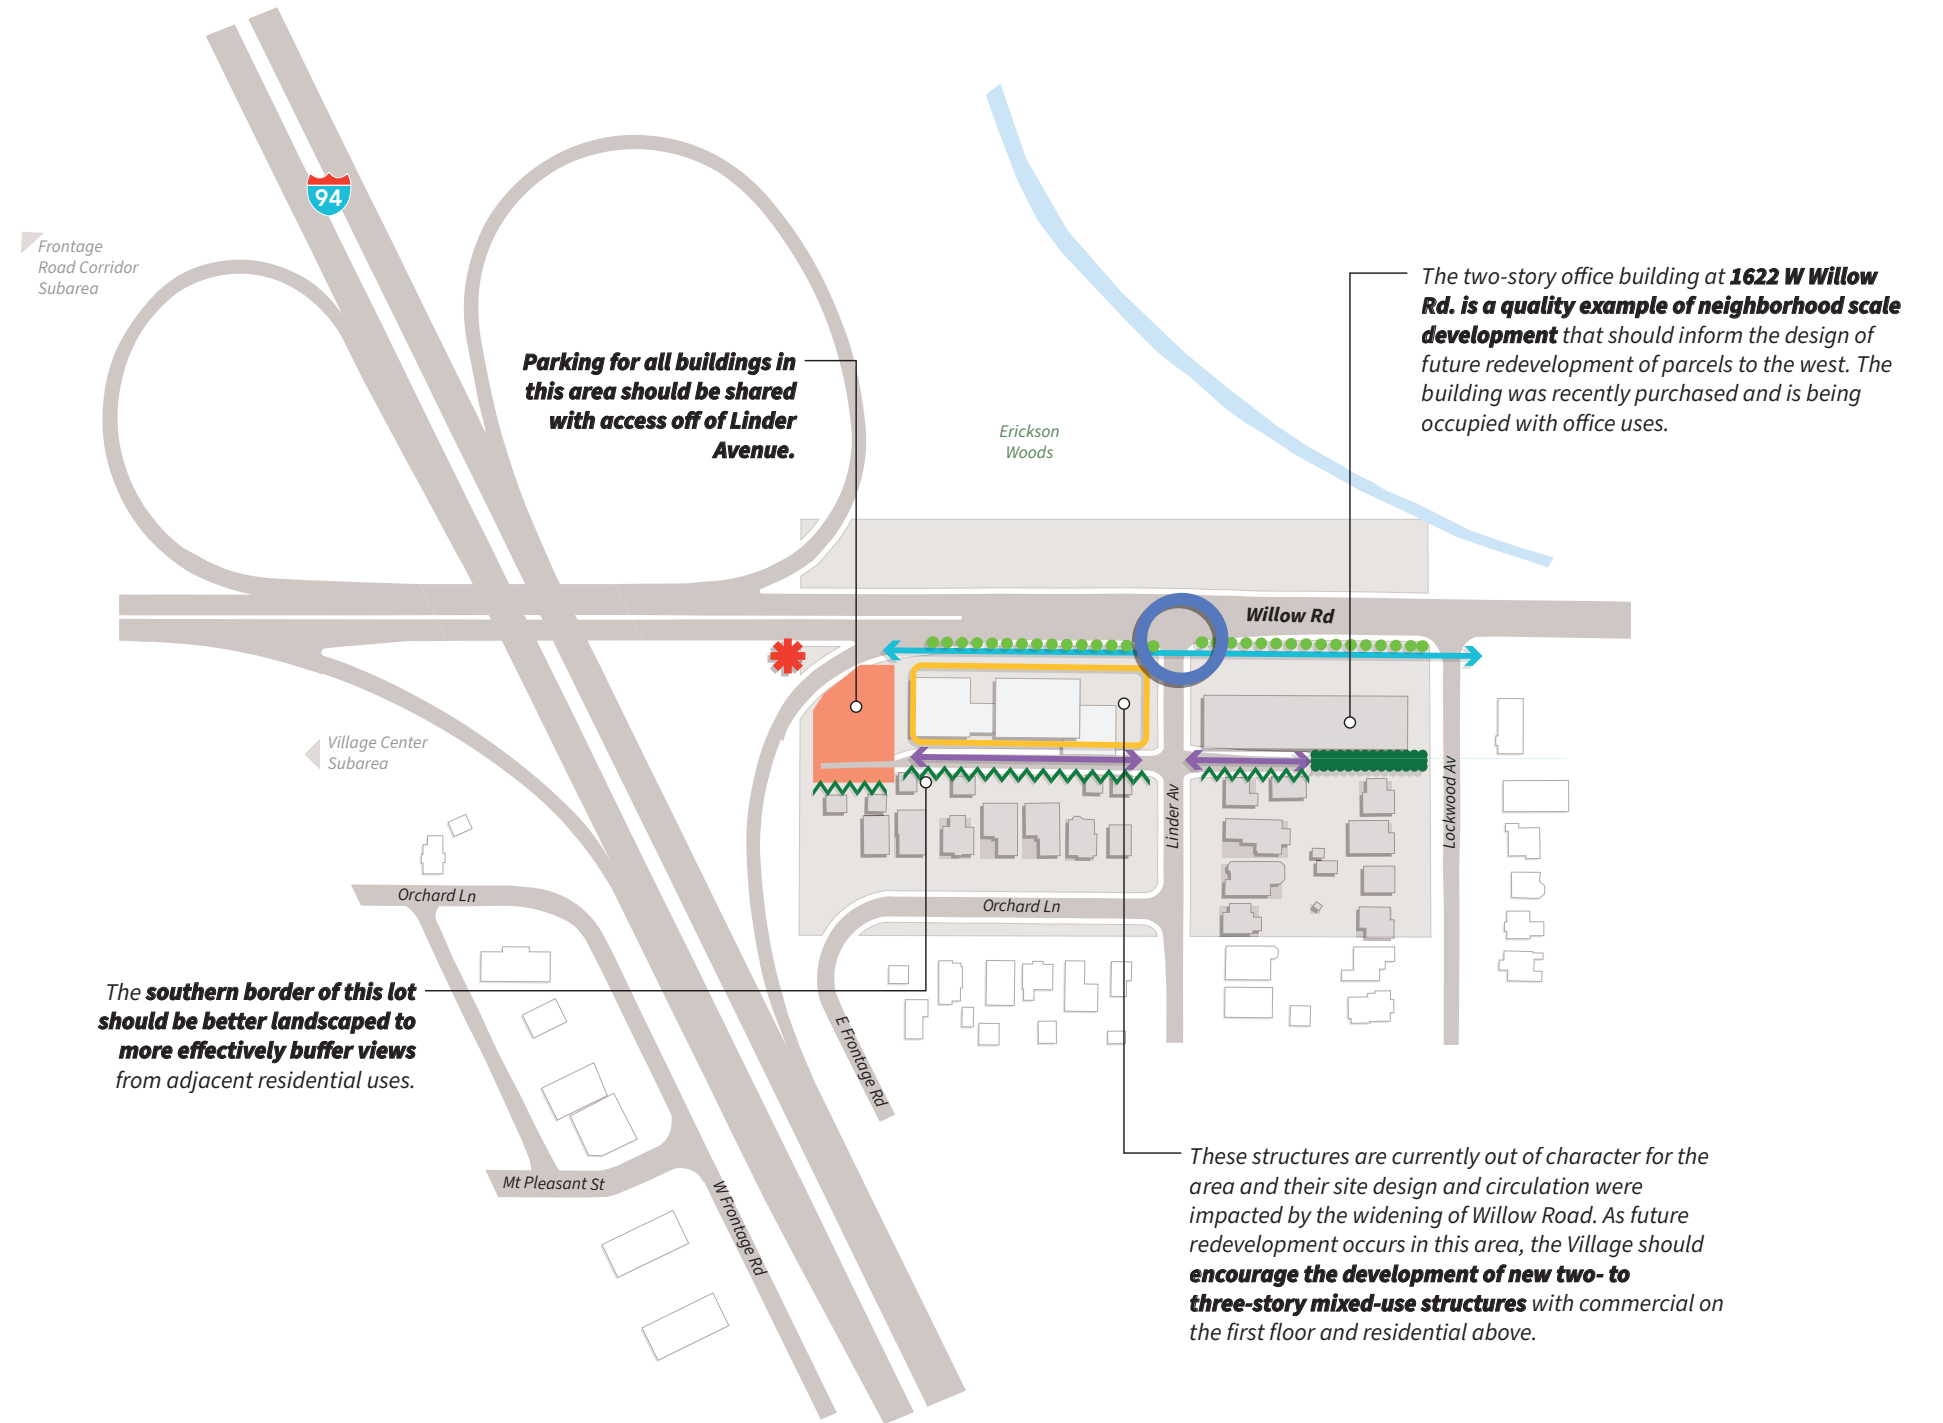 94
Frontage
Road Corridor
Subarea
The two-story office building at 1622 W Willow
Rd. is a quality example of neighborhood scale
development that should inform the design of
future redevelopment of parcels to the west. The
building was recently purchased and is being
occupied with office uses.
Parking for all buildings in
this area should be shared
with access off of Linder
Avenue.
Erickson
Woods
Willow Rd
Village Center
Subarea
Linder Av
Lockwood Av
Orchard Ln
Orchard Ln
The southern border of this lot
should be better landscaped to
more effectively buffer views
from adjacent residential uses.
E Frontage Rd
Mt Pleasant St
W Frontage Rd
These structures are currently out of character for the
area and their site design and circulation were
impacted by the widening of Willow Road. As future
redevelopment occurs in this area, the Village should
encourage the development of new two- to
three-story mixed-use structures with commercial on
the first floor and residential above.